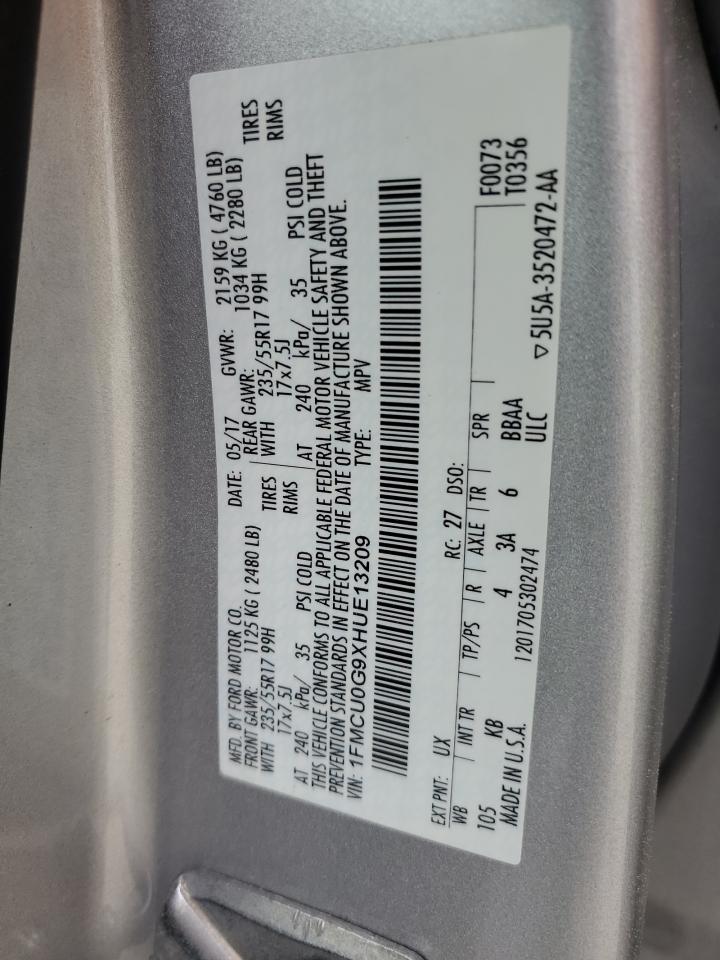 MFD. BY FORD MOTOR CO. DATE: 05/17 GVWR: 2159 KG ( 4760 LB)
FRONT GAWR: 1125 KG ( 2480 LB) REAR GAWR: 1034 KG ( 2280 LB)
WITH 235/55R17 99H TIRES WITH 235/55R17 99H TIRES
17x7.5J RIMS 17x7.5J RIMS
AT 240 kPa/ 35 PSI COLD AT 240 kPa/ 35 PSI COLD
THIS VEHICLE CONFORMS TO ALL APPLICABLE FEDERAL MOTOR VEHICLE SAFETY AND THEFT
PREVENTION STANDARDS IN EFFECT ON THE DATE OF MANUFACTURE SHOWN ABOVE.
VIN: 1FMCU0G9XHUE13209 TYPE: MPV
EXT PNT: UX RC: 27 DSO: F0073
WB INT TR TP/PS R AXLE TR SPR T0356
105 KB 4 3A 6 BBAA
MADE IN U.S.A. 1201705302474 ULC ▽5U5A-3520472-AA